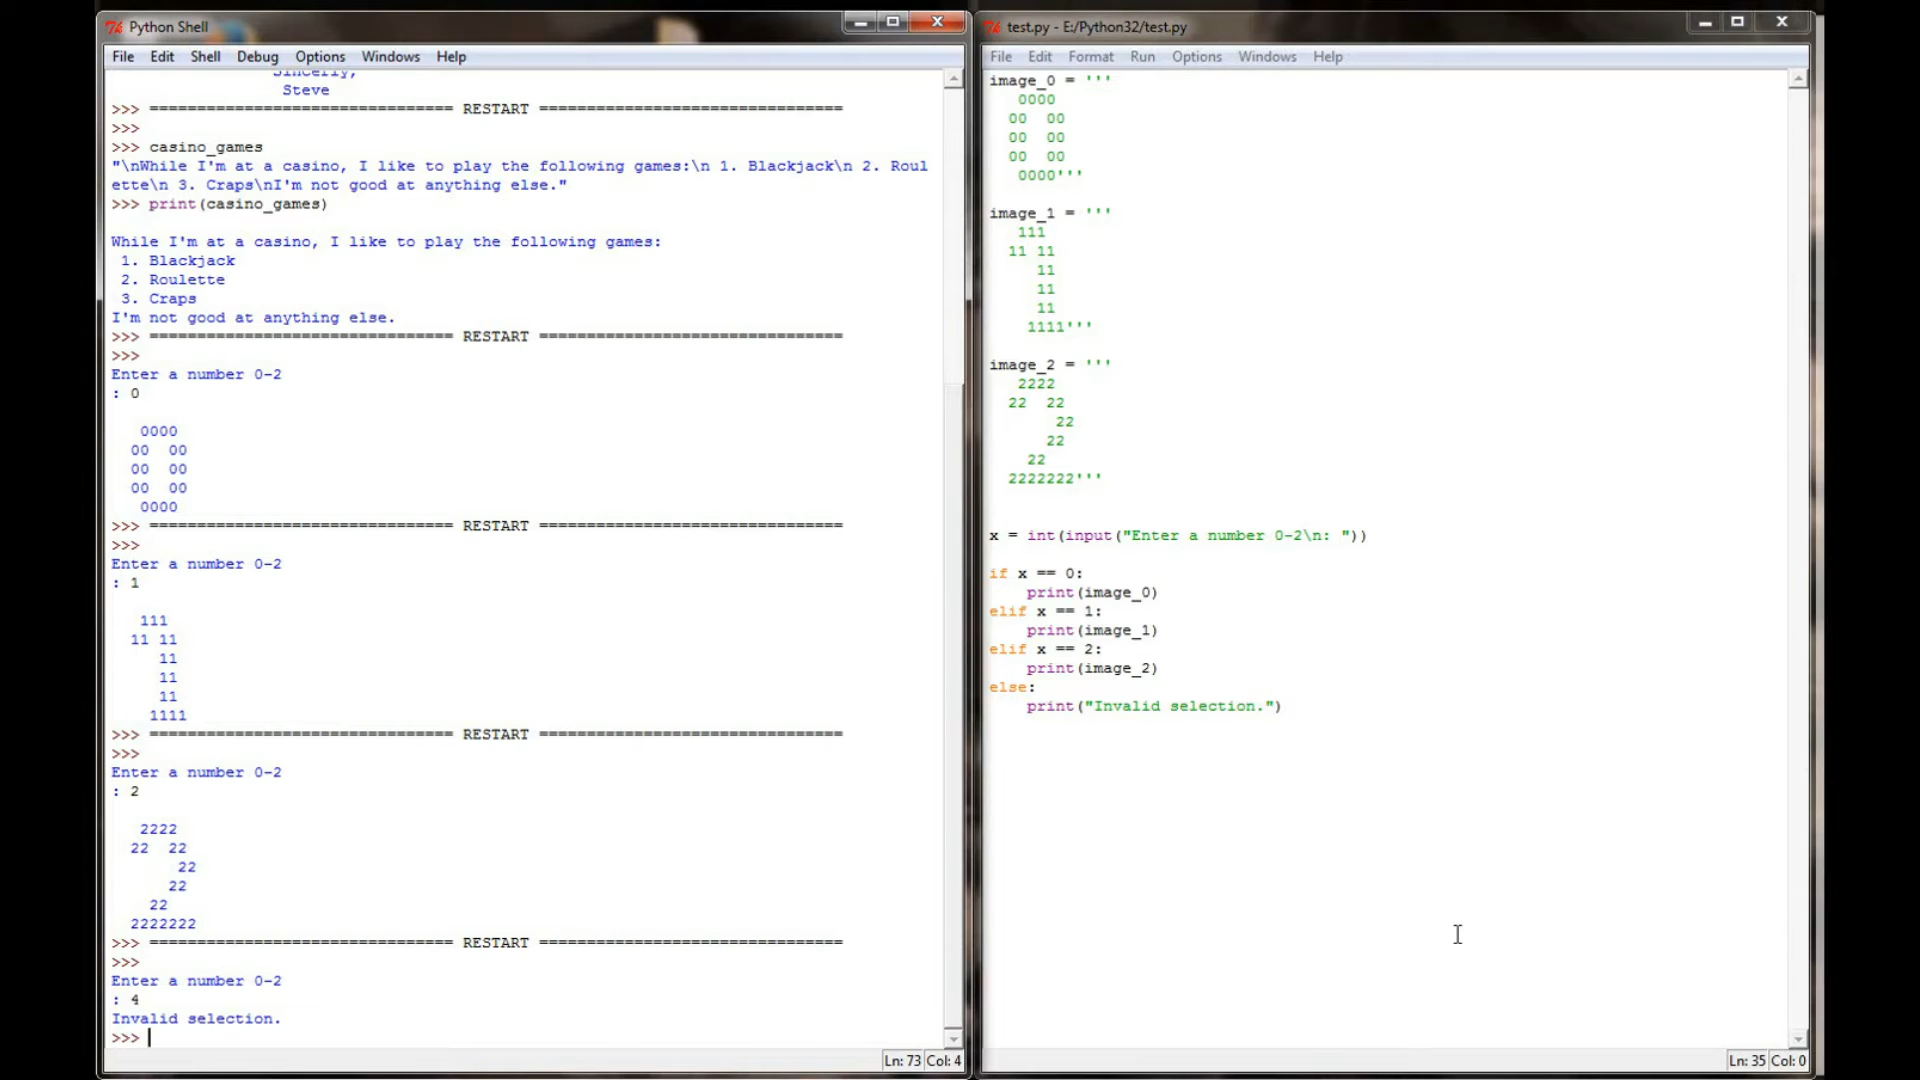 Python Shell
File Edit Shell Debug Options Windows Help
Sincerly,
Steve
>>> ================================ RESTART ================================
>>>
>>> casino_games
"\nWhile I'm at a casino, I like to play the following games:\n 1. Blackjack\n 2. Roul
ette\n 3. Craps\nI'm not good at anything else."
>>> print(casino_games)
While I'm at a casino, I like to play the following games:
1. Blackjack
2. Roulette
3. Craps
I'm not good at anything else.
>>> ================================ RESTART ================================
>>>
Enter a number 0-2
: 0
0000
00  00
00  00
00  00
0000
>>> ================================ RESTART ================================
>>>
Enter a number 0-2
: 1
111
11 11
11
11
11
1111
>>> ================================ RESTART ================================
>>>
Enter a number 0-2
: 2
2222
22  22
22
22
22
2222222
>>> ================================ RESTART ================================
>>>
Enter a number 0-2
: 4
Invalid selection.
>>>
Ln: 73 Col: 4
test.py - E:/Python32/test.py
File Edit Format Run Options Windows Help
image_0 = '''
0000
00  00
00  00
00  00
0000'''
image_1 = '''
111
11 11
11
11
11
1111'''
image_2 = '''
2222
22  22
22
22
22
2222222'''
x = int(input("Enter a number 0-2\n: "))
if x == 0:
print(image_0)
elif x == 1:
print(image_1)
elif x == 2:
print(image_2)
else:
print("Invalid selection.")
Ln: 35 Col: 0